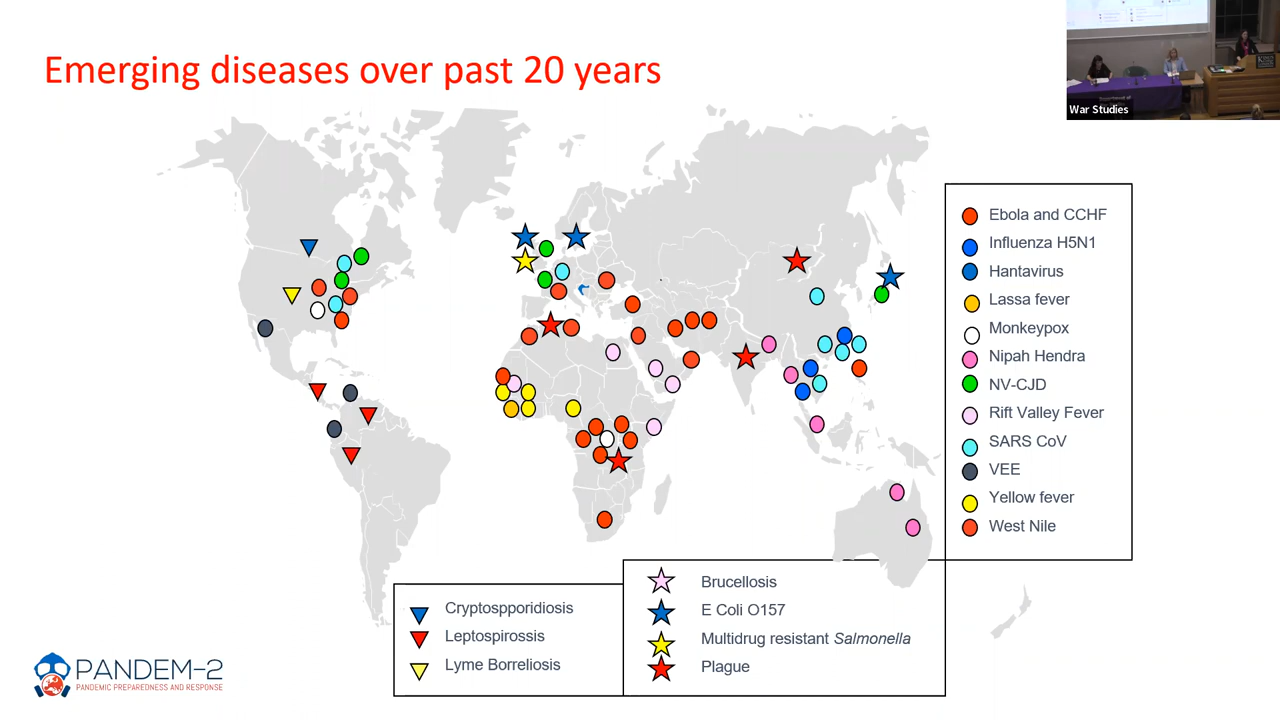 Emerging diseases over past 20 years
War Studies
Ebola and CCHF
Influenza H5N1
Hantavirus
Lassa fever
Monkeypox
Nipah Hendra
NV-CJD
Rift Valley Fever
SARS CoV
VEE
Yellow fever
West Nile
Brucellosis
E Coli O157
Multidrug resistant Salmonella
Plague
Cryptospporidiosis
Leptospirossis
Lyme Borreliosis
PANDEM-2
PANDEMIC PREPAREDNESS AND RESPONSE